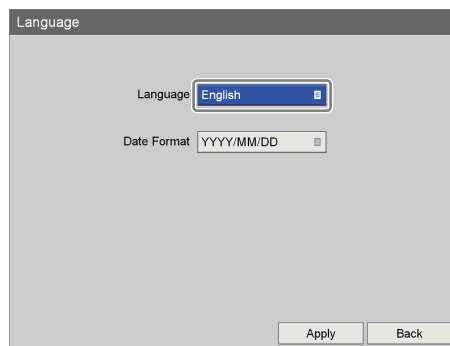 Language
Language English
Date Format YYYY/MM/DD
Apply Back